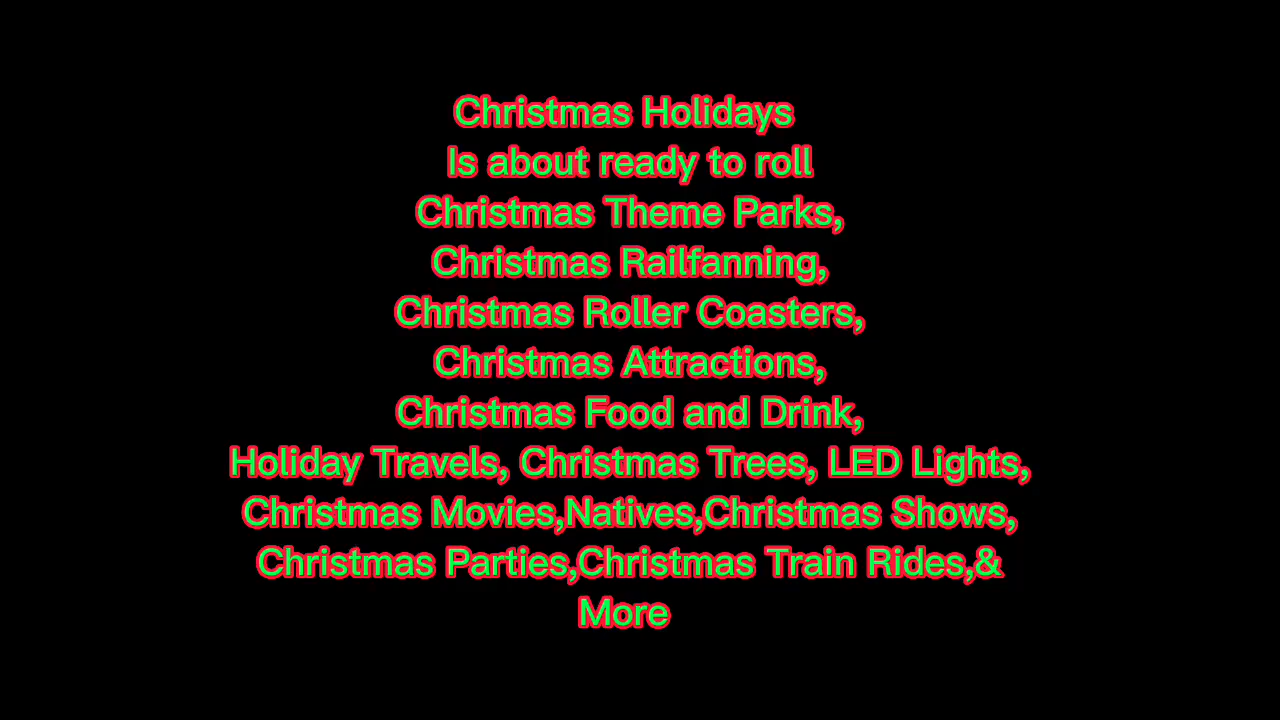 Christmas Holidays
Is about ready to roll
Christmas Theme Parks,
Christmas Railfanning,
Christmas Roller Coasters,
Christmas Attractions,
Christmas Food and Drink,
Holiday Travels, Christmas Trees, LED Lights,
Christmas Movies,Natives,Christmas Shows,
Christmas Parties,Christmas Train Rides,&
More